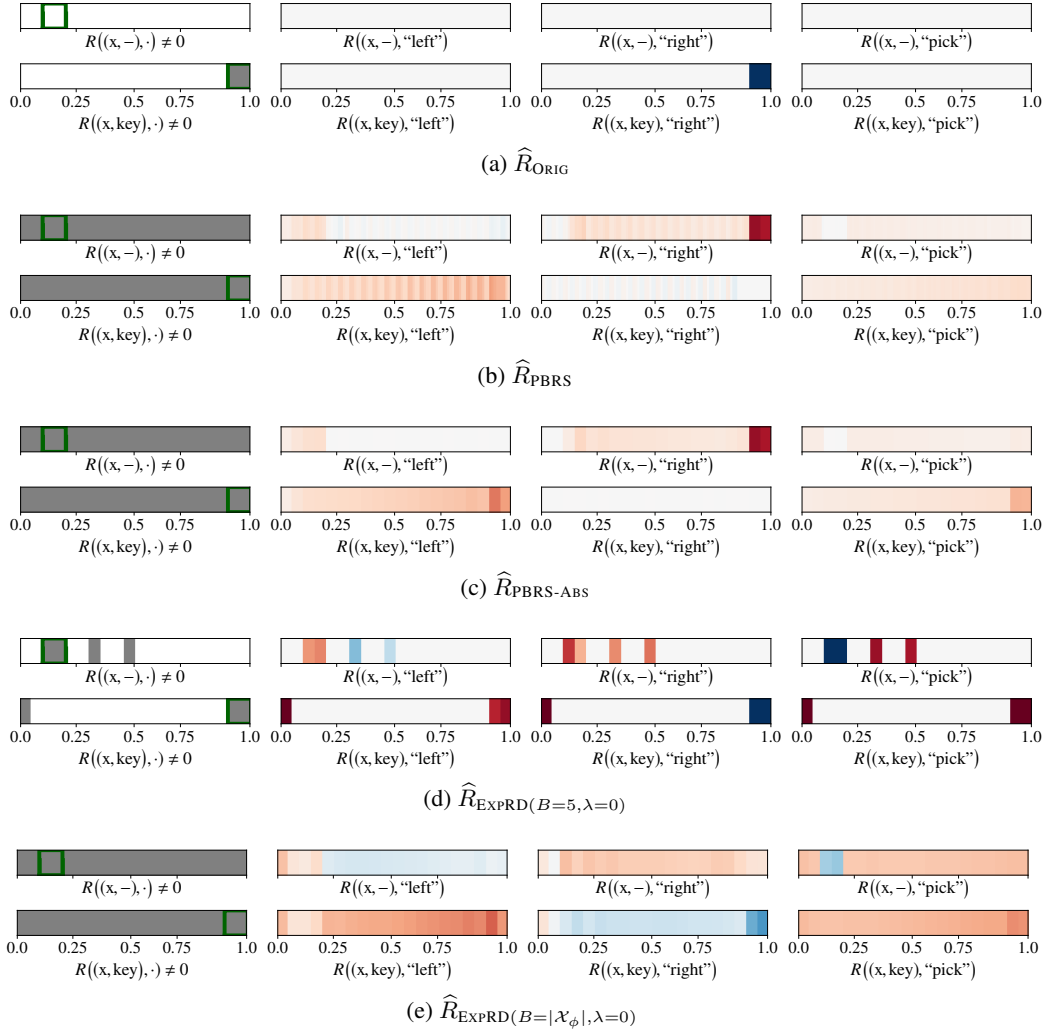 R((x, −), ·) ≠ 0 R((x, −), “left”) R((x, −), “right”) R((x, −), “pick”)
0.0 0.25 0.5 0.75 1.0 0.0 0.25 0.5 0.75 1.0 0.0 0.25 0.5 0.75 1.0 0.0 0.25 0.5 0.75 1.0
R((x, key), ·) ≠ 0 R((x, key), “left”) R((x, key), “right”) R((x, key), “pick”)
(a) R̂ORIG
R((x, −), ·) ≠ 0 R((x, −), “left”) R((x, −), “right”) R((x, −), “pick”)
0.0 0.25 0.5 0.75 1.0 0.0 0.25 0.5 0.75 1.0 0.0 0.25 0.5 0.75 1.0 0.0 0.25 0.5 0.75 1.0
R((x, key), ·) ≠ 0 R((x, key), “left”) R((x, key), “right”) R((x, key), “pick”)
(b) R̂PBRS
R((x, −), ·) ≠ 0 R((x, −), “left”) R((x, −), “right”) R((x, −), “pick”)
0.0 0.25 0.5 0.75 1.0 0.0 0.25 0.5 0.75 1.0 0.0 0.25 0.5 0.75 1.0 0.0 0.25 0.5 0.75 1.0
R((x, key), ·) ≠ 0 R((x, key), “left”) R((x, key), “right”) R((x, key), “pick”)
(c) R̂PBRS-ABS
R((x, −), ·) ≠ 0 R((x, −), “left”) R((x, −), “right”) R((x, −), “pick”)
0.0 0.25 0.5 0.75 1.0 0.0 0.25 0.5 0.75 1.0 0.0 0.25 0.5 0.75 1.0 0.0 0.25 0.5 0.75 1.0
R((x, key), ·) ≠ 0 R((x, key), “left”) R((x, key), “right”) R((x, key), “pick”)
(d) R̂EXPRD(B=5,λ=0)
R((x, −), ·) ≠ 0 R((x, −), “left”) R((x, −), “right”) R((x, −), “pick”)
0.0 0.25 0.5 0.75 1.0 0.0 0.25 0.5 0.75 1.0 0.0 0.25 0.5 0.75 1.0 0.0 0.25 0.5 0.75 1.0
R((x, key), ·) ≠ 0 R((x, key), “left”) R((x, key), “right”) R((x, key), “pick”)
(e) R̂EXPRD(B=|𝒳ϕ|,λ=0)